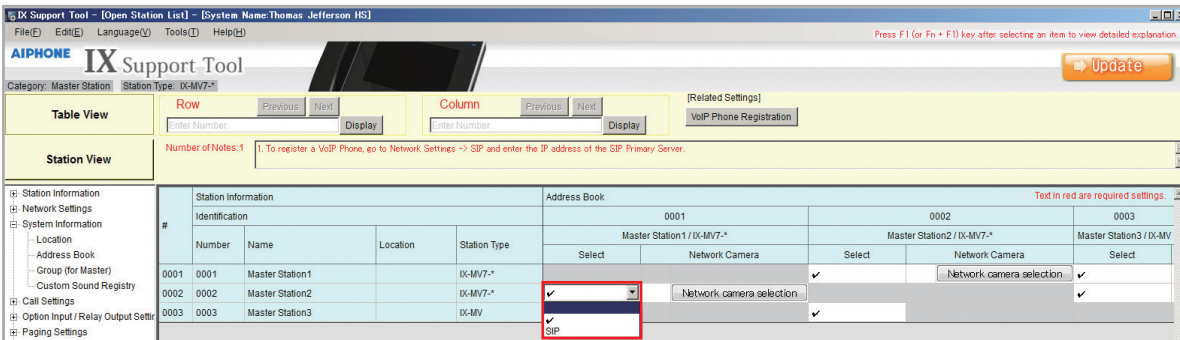 IX Support Tool - [Open Station List] - [System Name:Thomas Jefferson HS]
File(F) Edit(E) Language(V) Tools(T) Help(H)
Press F1 (or Fn + F1) key after selecting an item to view detailed explanation.
AIPHONE IX Support Tool
Update
Category: Master Station Station Type: IX-MV7-*
Table View
Row Previous Next
Enter Number Display
Column Previous Next
Enter Number Display
[Related Settings]
VoIP Phone Registration
Station View
Number of Notes:1 1. To register a VoIP Phone, go to Network Settings -> SIP and enter the IP address of the SIP Primary Server.
Station Information
Network Settings
System Information
Location
Address Book
Group (for Master)
Custom Sound Registry
Call Settings
Option Input / Relay Output Settin
Paging Settings
# Station Information Address Book Text in red are required settings.
Identification 0001 0002 0003
Number Name Location Station Type Master Station1 / IX-MV7-* Master Station2 / IX-MV7-* Master Station3 / IX-MV
Select Network Camera Select Network Camera Select
0001 0001 Master Station1 IX-MV7-* ✔ Network camera selection ✔
0002 0002 Master Station2 IX-MV7-* ✔ Network camera selection ✔
0003 0003 Master Station3 IX-MV ✔ ✔
SIP